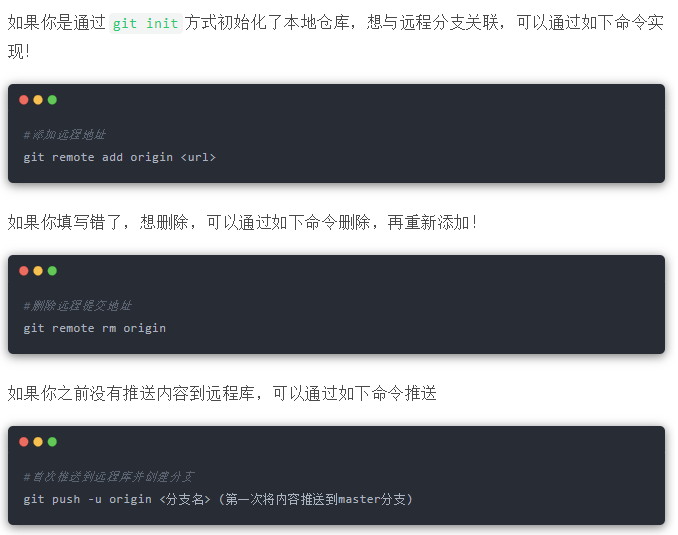 如果你是通过 git init 方式初始化了本地仓库，想与远程分支关联，可以通过如下命令实
现！
#添加远程地址
git remote add origin <url>
如果你填写错了，想删除，可以通过如下命令删除，再重新添加！
#删除远程提交地址
git remote rm origin
如果你之前没有推送内容到远程库，可以通过如下命令推送
#首次推送到远程库并创建分支
git push -u origin <分支名> (第一次将内容推送到master分支)